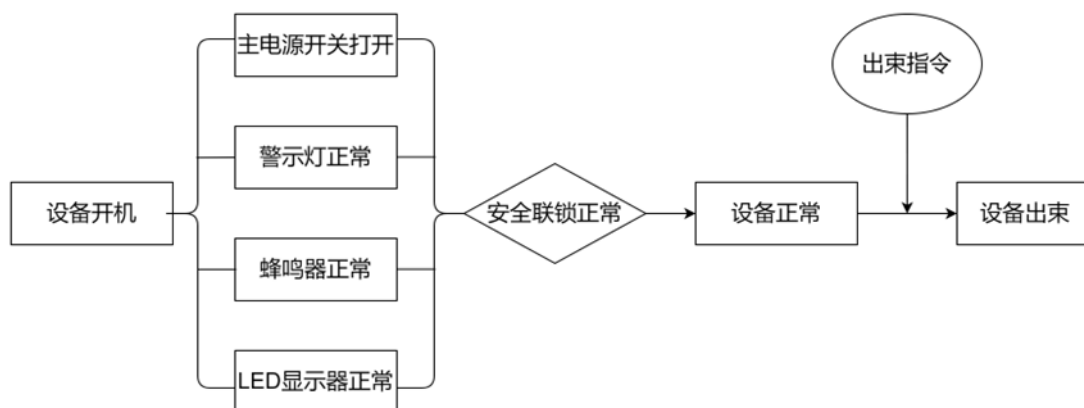 设备开机
主电源开关打开
警示灯正常
蜂鸣器正常
LED显示器正常
安全联锁正常
设备正常
出束指令
设备出束